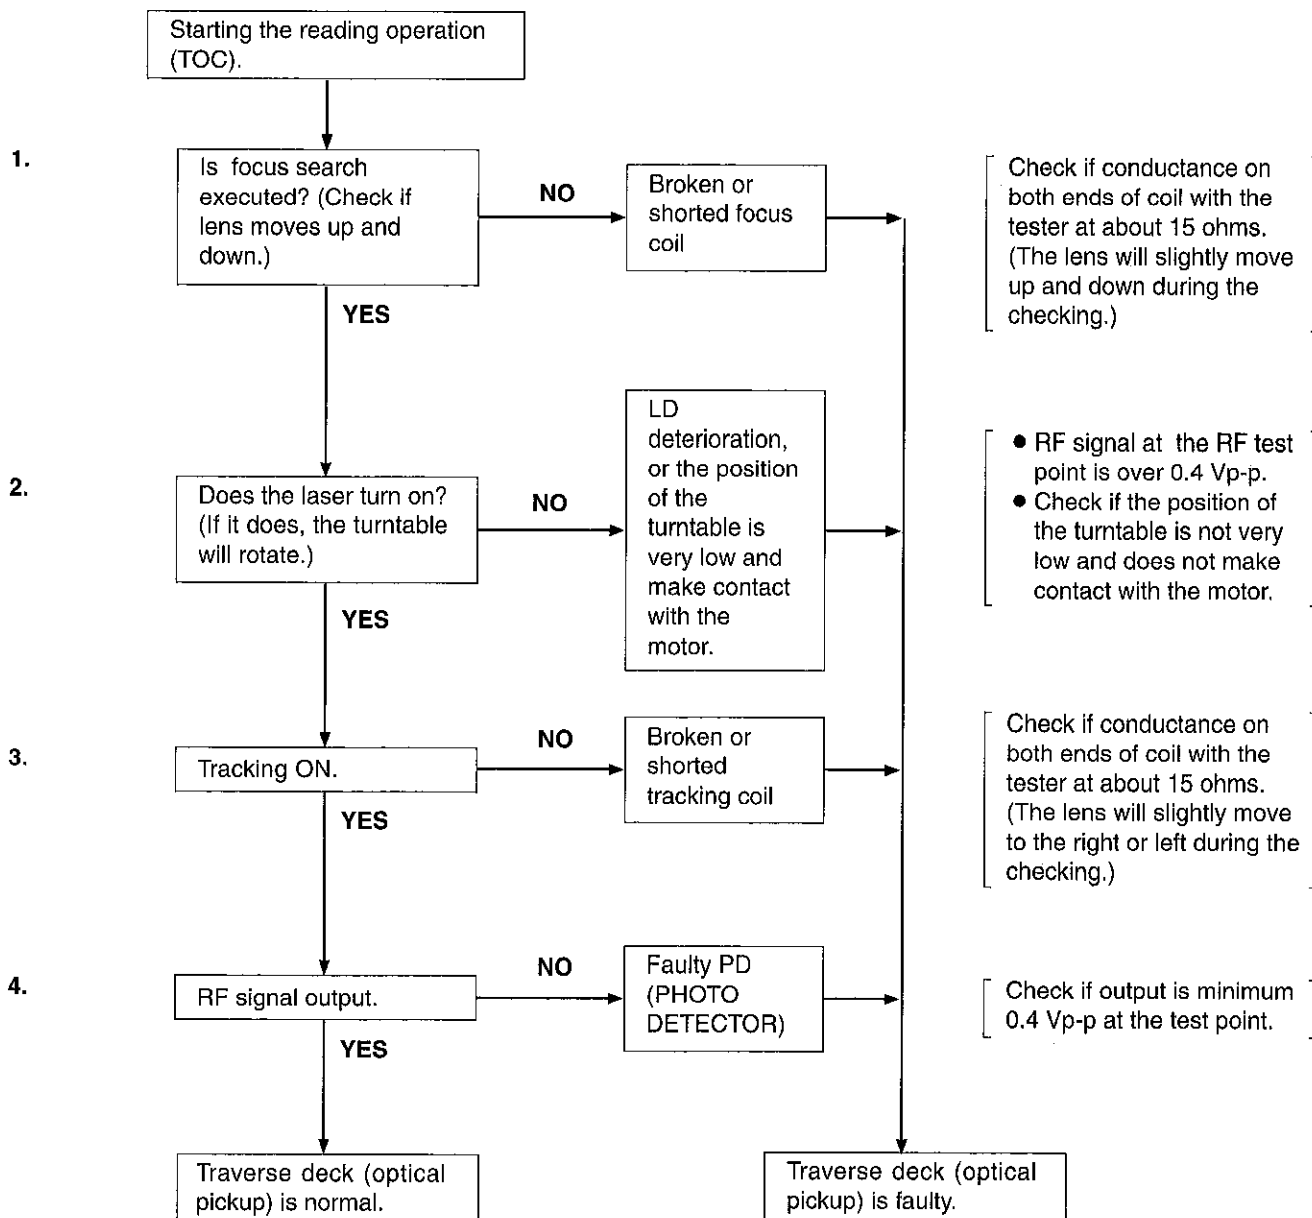 Starting the reading operation
(TOC).
1.
Is focus search
executed? (Check if
lens moves up and
down.)
NO
Broken or
shorted focus
coil
Check if conductance on
both ends of coil with the
tester at about 15 ohms.
(The lens will slightly move
up and down during the
checking.)
YES
2.
Does the laser turn on?
(If it does, the turntable
will rotate.)
NO
LD
deterioration,
or the position
of the
turntable is
very low and
make contact
with the
motor.
● RF signal at the RF test
point is over 0.4 Vp-p.
● Check if the position of
the turntable is not very
low and does not make
contact with the motor.
YES
3.
Tracking ON.
NO
Broken or
shorted
tracking coil
Check if conductance on
both ends of coil with the
tester at about 15 ohms.
(The lens will slightly move
to the right or left during the
checking.)
YES
4.
RF signal output.
NO
Faulty PD
(PHOTO
DETECTOR)
Check if output is minimum
0.4 Vp-p at the test point.
YES
Traverse deck (optical
pickup) is normal.
Traverse deck (optical
pickup) is faulty.